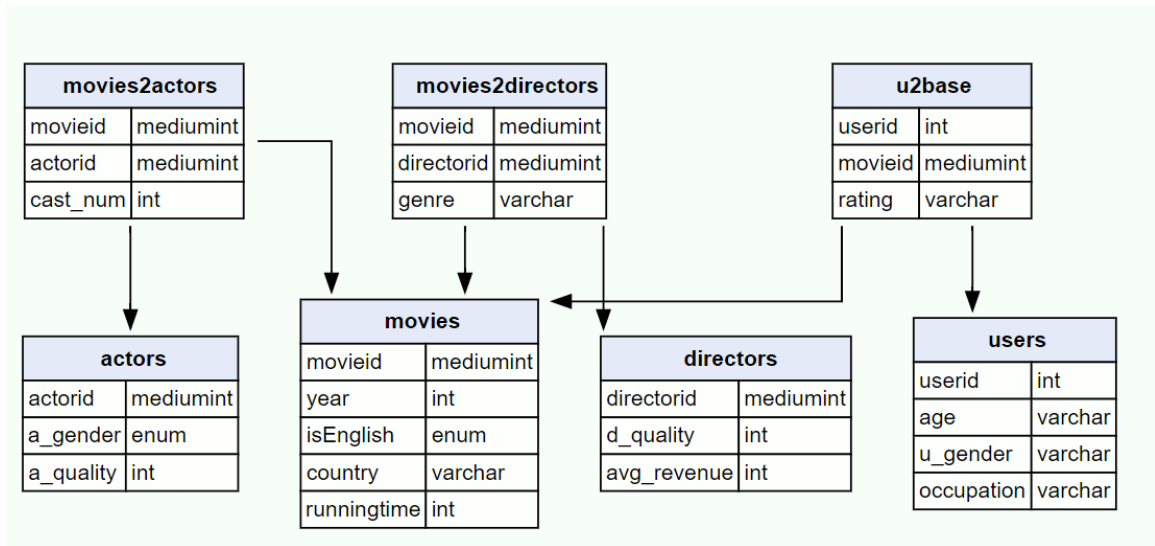 movies2actors
movieid mediumint
actorid mediumint
cast_num int
movies2directors
movieid mediumint
directorid mediumint
genre varchar
u2base
userid int
movieid mediumint
rating varchar
actors
actorid mediumint
a_gender enum
a_quality int
movies
movieid mediumint
year int
isEnglish enum
country varchar
runningtime int
directors
directorid mediumint
d_quality int
avg_revenue int
users
userid int
age varchar
u_gender varchar
occupation varchar